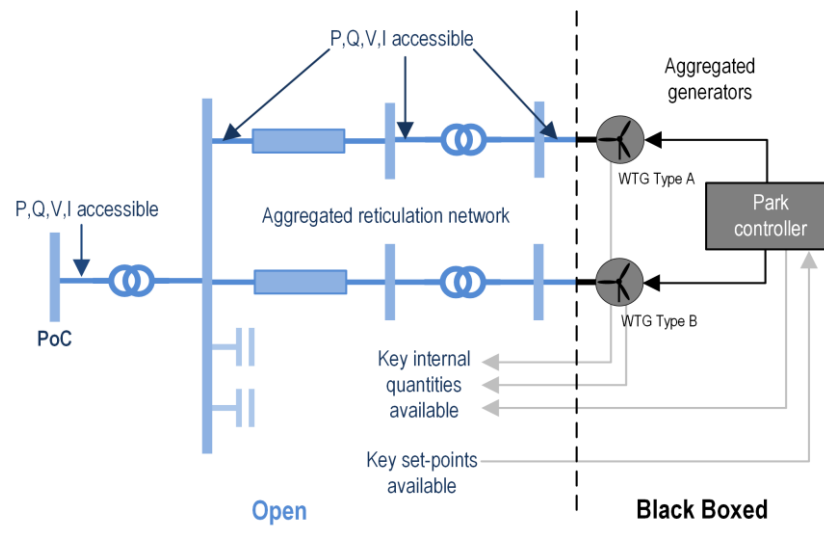 P,Q,V,I accessible
Aggregated
generators
WTG Type A
P,Q,V,I accessible
Aggregated reticulation network
Park
controller
PoC
WTG Type B
Key internal
quantities
available
Key set-points
available
Open
Black Boxed